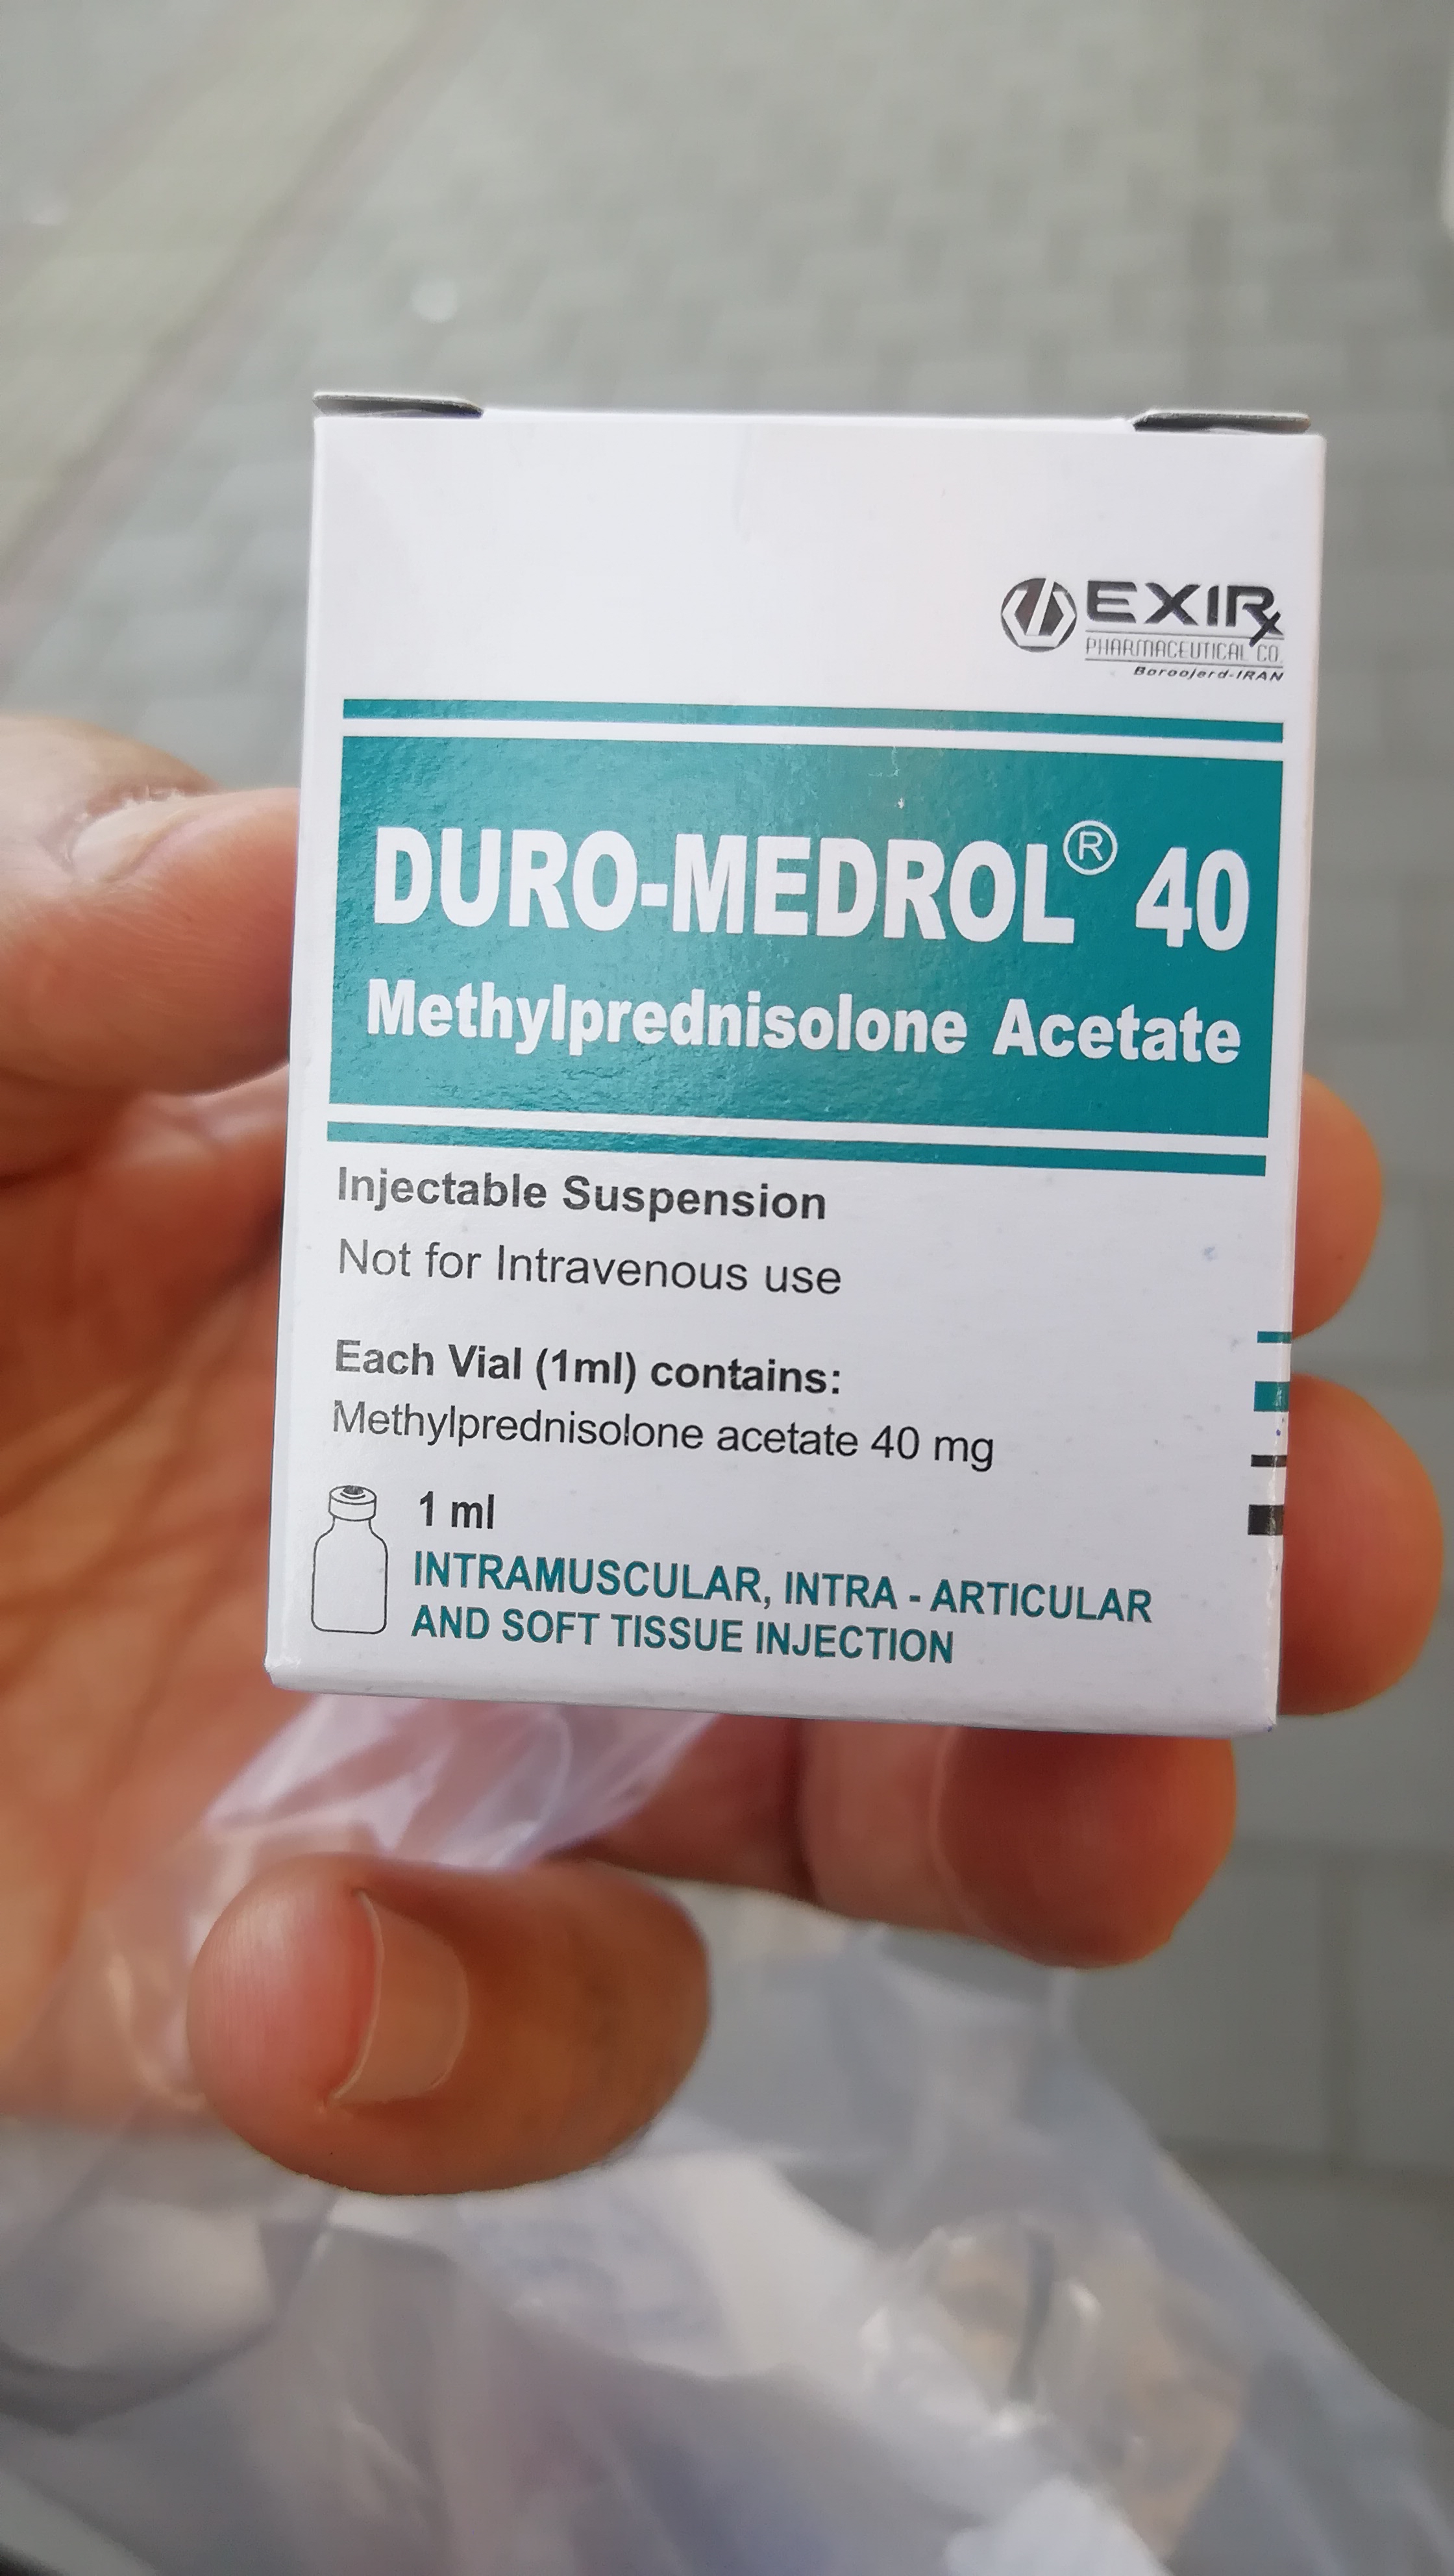 EXIR
PHARMACEUTICAL CO.
Boroojerd-IRAN
DURO-MEDROL® 40
Methylprednisolone Acetate
Injectable Suspension
Not for Intravenous use
Each Vial (1ml) contains:
Methylprednisolone acetate 40 mg
1 ml
INTRAMUSCULAR, INTRA - ARTICULAR
AND SOFT TISSUE INJECTION